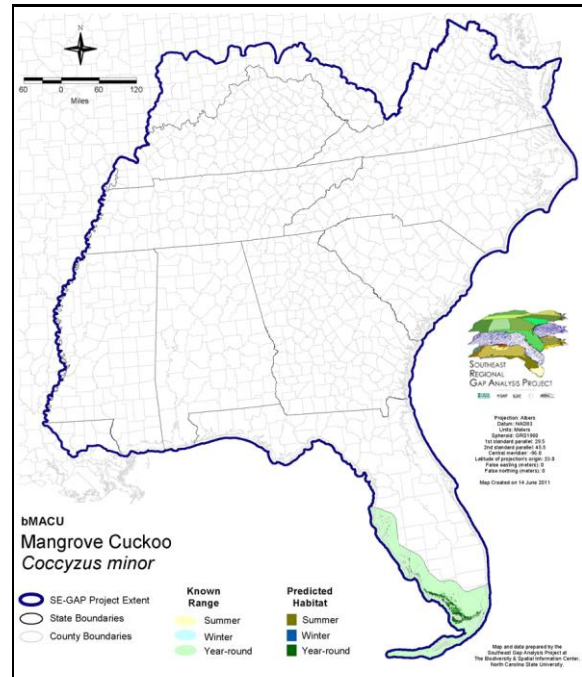 N
60 0 60 120
Miles
SOUTHEAST
REGIONAL
GAP ANALYSIS PROJECT
Projection: Albers
Datum: NAD83
Units: Meters
Spheroid: GRS1980
1st standard parallel: 29.5
2nd standard parallel: 45.5
Central meridian: -96.0
Latitude of projection's origin: 23.0
False easting (meters): 0
False northing (meters): 0
Map Created on 14 June 2011
bMACU
Mangrove Cuckoo
Coccyzus minor
SE-GAP Project Extent
State Boundaries
County Boundaries
Known
Range
Summer
Winter
Year-round
Predicted
Habitat
Summer
Winter
Year-round
Map and data prepared by the
Southeast Gap Analysis Project at
The Biodiversity & Spatial Information Center,
North Carolina State University.